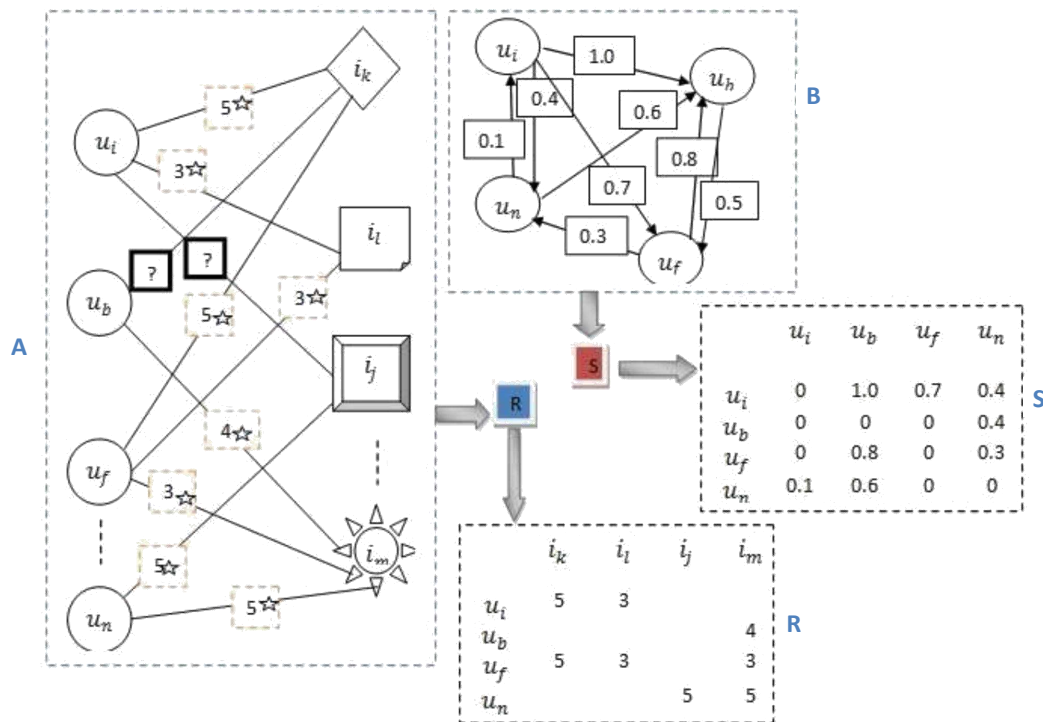 A
u_i
u_b
u_f
u_n
i_k
i_l
i_j
i_m
5☆
3☆
?
?
5☆
3☆
4☆
3☆
5☆
5☆
B
u_i
u_h
u_n
u_f
1.0
0.4
0.6
0.1
0.8
0.7
0.5
0.3
S
R
S
u_i u_b u_f u_n
u_i 0 1.0 0.7 0.4
u_b 0 0 0 0.4
u_f 0 0.8 0 0.3
u_n 0.1 0.6 0 0
R
i_k i_l i_j i_m
u_i 5 3
u_b 4
u_f 5 3 3
u_n 5 5